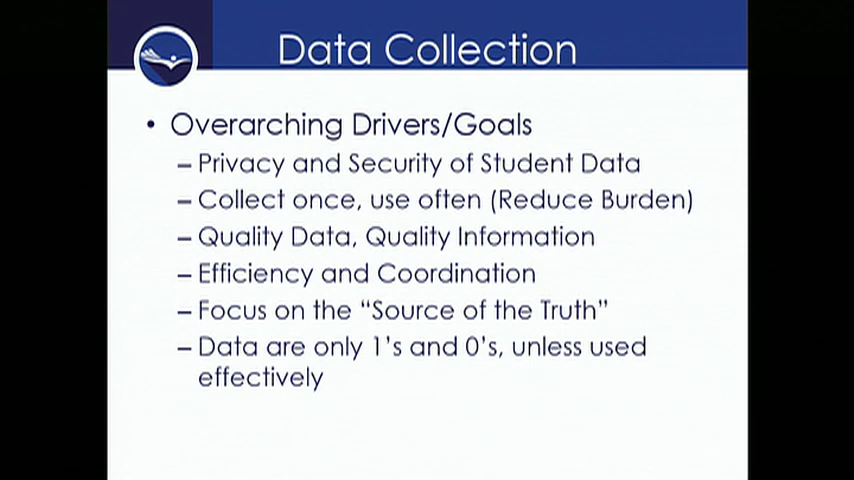 Data Collection
• Overarching Drivers/Goals
– Privacy and Security of Student Data
– Collect once, use often (Reduce Burden)
– Quality Data, Quality Information
– Efficiency and Coordination
– Focus on the “Source of the Truth”
– Data are only 1’s and 0’s, unless used
effectively